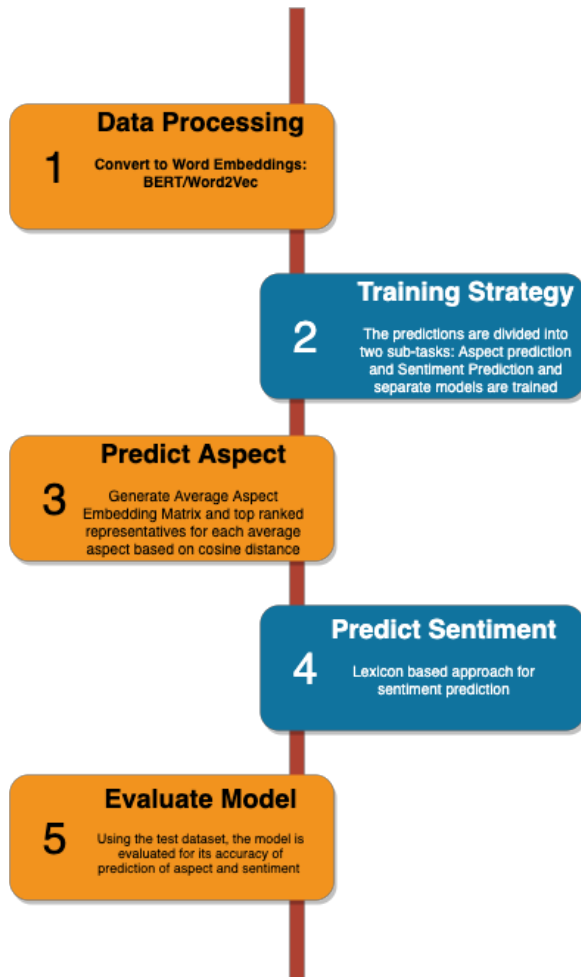 Data Processing
1
Convert to Word Embeddings:
BERT/Word2Vec
Training Strategy
2
The predictions are divided into
two sub-tasks: Aspect prediction
and Sentiment Prediction and
separate models are trained
Predict Aspect
3
Generate Average Aspect
Embedding Matrix and top ranked
representatives for each average
aspect based on cosine distance
Predict Sentiment
4
Lexicon based approach for
sentiment prediction
Evaluate Model
5
Using the test dataset, the model is
evaluated for its accuracy of
prediction of aspect and sentiment